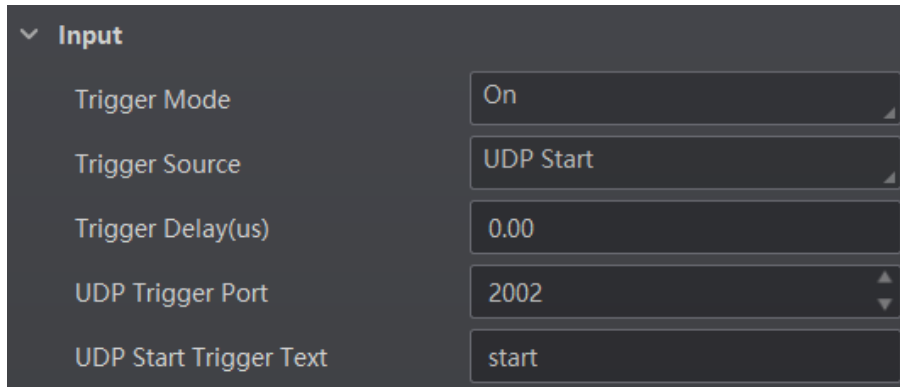 Input
Trigger Mode On
Trigger Source UDP Start
Trigger Delay(us) 0.00
UDP Trigger Port 2002
UDP Start Trigger Text start